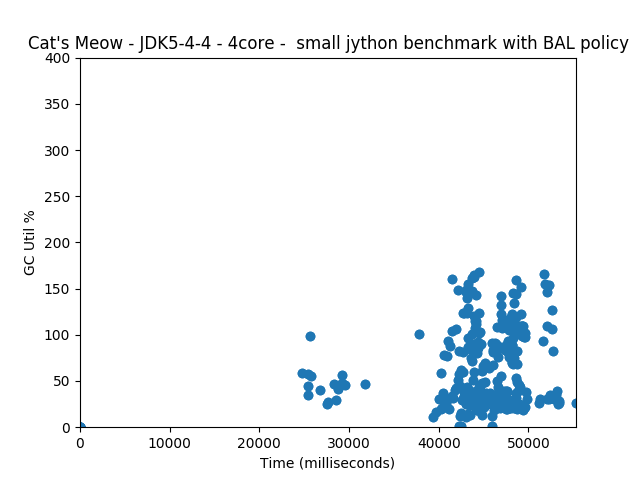 Cat's Meow - JDK5-4-4 - 4core -  small jython benchmark with BAL policy
400
350
300
250
200
150
100
50
0
GC Util %
0 10000 20000 30000 40000 50000
Time (milliseconds)